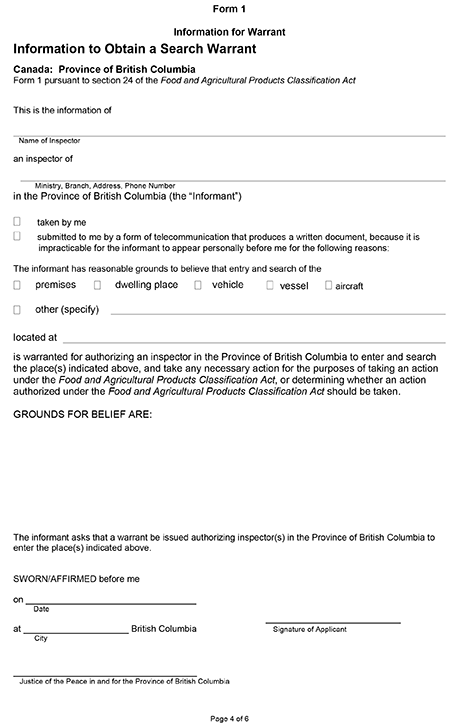 Form 1
Information for Warrant
Information to Obtain a Search Warrant
Canada: Province of British Columbia
Form 1 pursuant to section 24 of the Food and Agricultural Products Classification Act
This is the information of
Name of Inspector
an inspector of
Ministry, Branch, Address, Phone Number
in the Province of British Columbia (the “Informant”)
taken by me
submitted to me by a form of telecommunication that produces a written document, because it is
impracticable for the informant to appear personally before me for the following reasons:
The informant has reasonable grounds to believe that entry and search of the
premises dwelling place vehicle vessel aircraft
other (specify)
located at
is warranted for authorizing an inspector in the Province of British Columbia to enter and search
the place(s) indicated above, and take any necessary action for the purposes of taking an action
under the Food and Agricultural Products Classification Act, or determining whether an action
authorized under the Food and Agricultural Products Classification Act should be taken.
GROUNDS FOR BELIEF ARE:
The informant asks that a warrant be issued authorizing inspector(s) in the Province of British Columbia to
enter the place(s) indicated above.
SWORN/AFFIRMED before me
on
Date
at British Columbia
City
Signature of Applicant
Justice of the Peace in and for the Province of British Columbia
Page 4 of 6